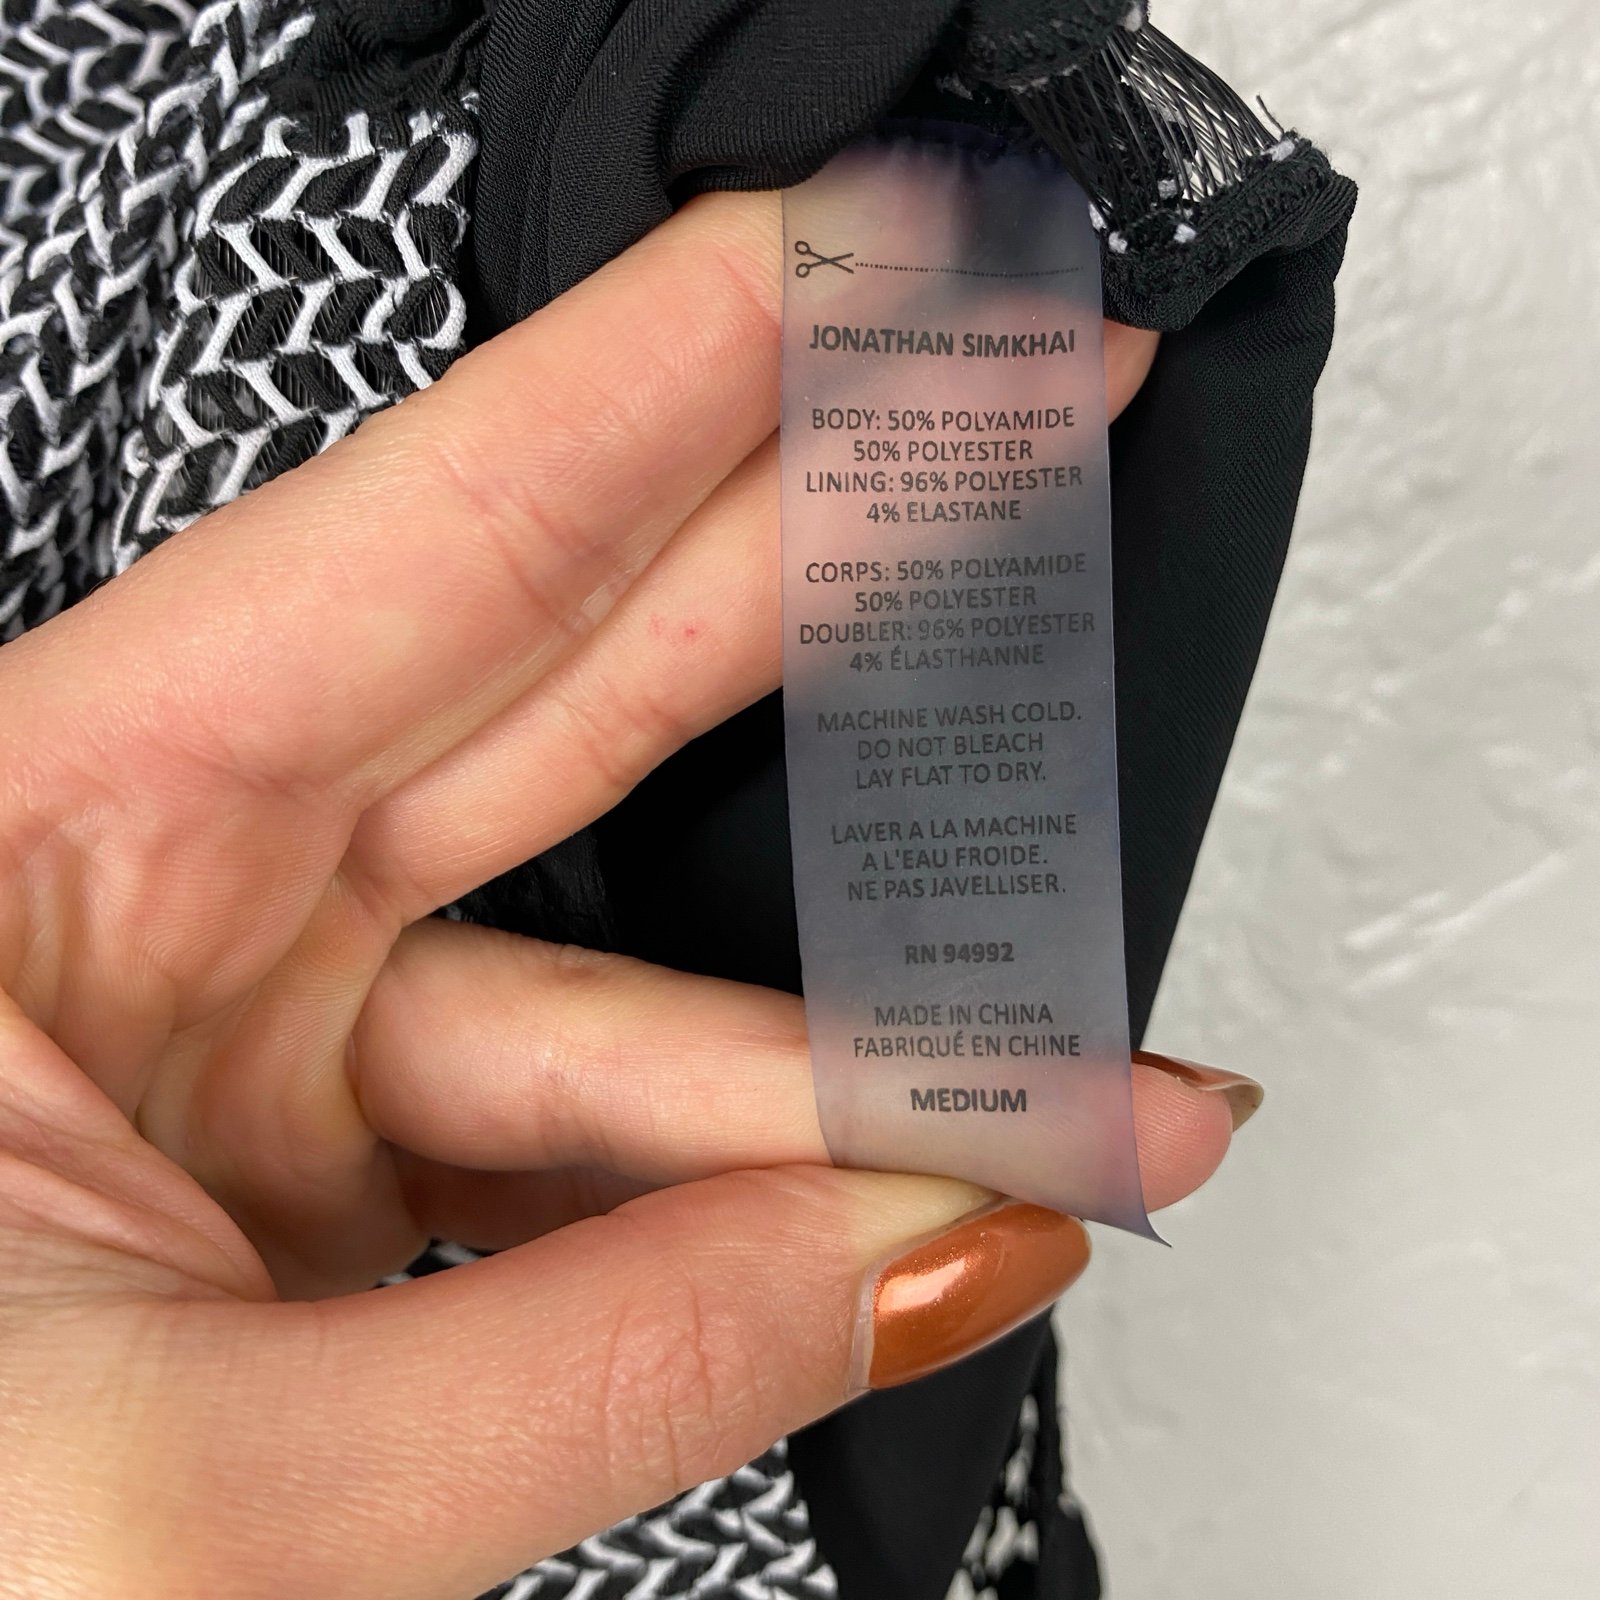 JONATHAN SIMKHAI
BODY: 50% POLYAMIDE
50% POLYESTER
LINING: 96% POLYESTER
4% ELASTANE
CORPS: 50% POLYAMIDE
50% POLYESTER
DOUBLER: 96% POLYESTER
4% ÉLASTHANNE
MACHINE WASH COLD.
DO NOT BLEACH
LAY FLAT TO DRY.
LAVER A LA MACHINE
A L'EAU FROIDE.
NE PAS JAVELLISER.
RN 94992
MADE IN CHINA
FABRIQUÉ EN CHINE
MEDIUM